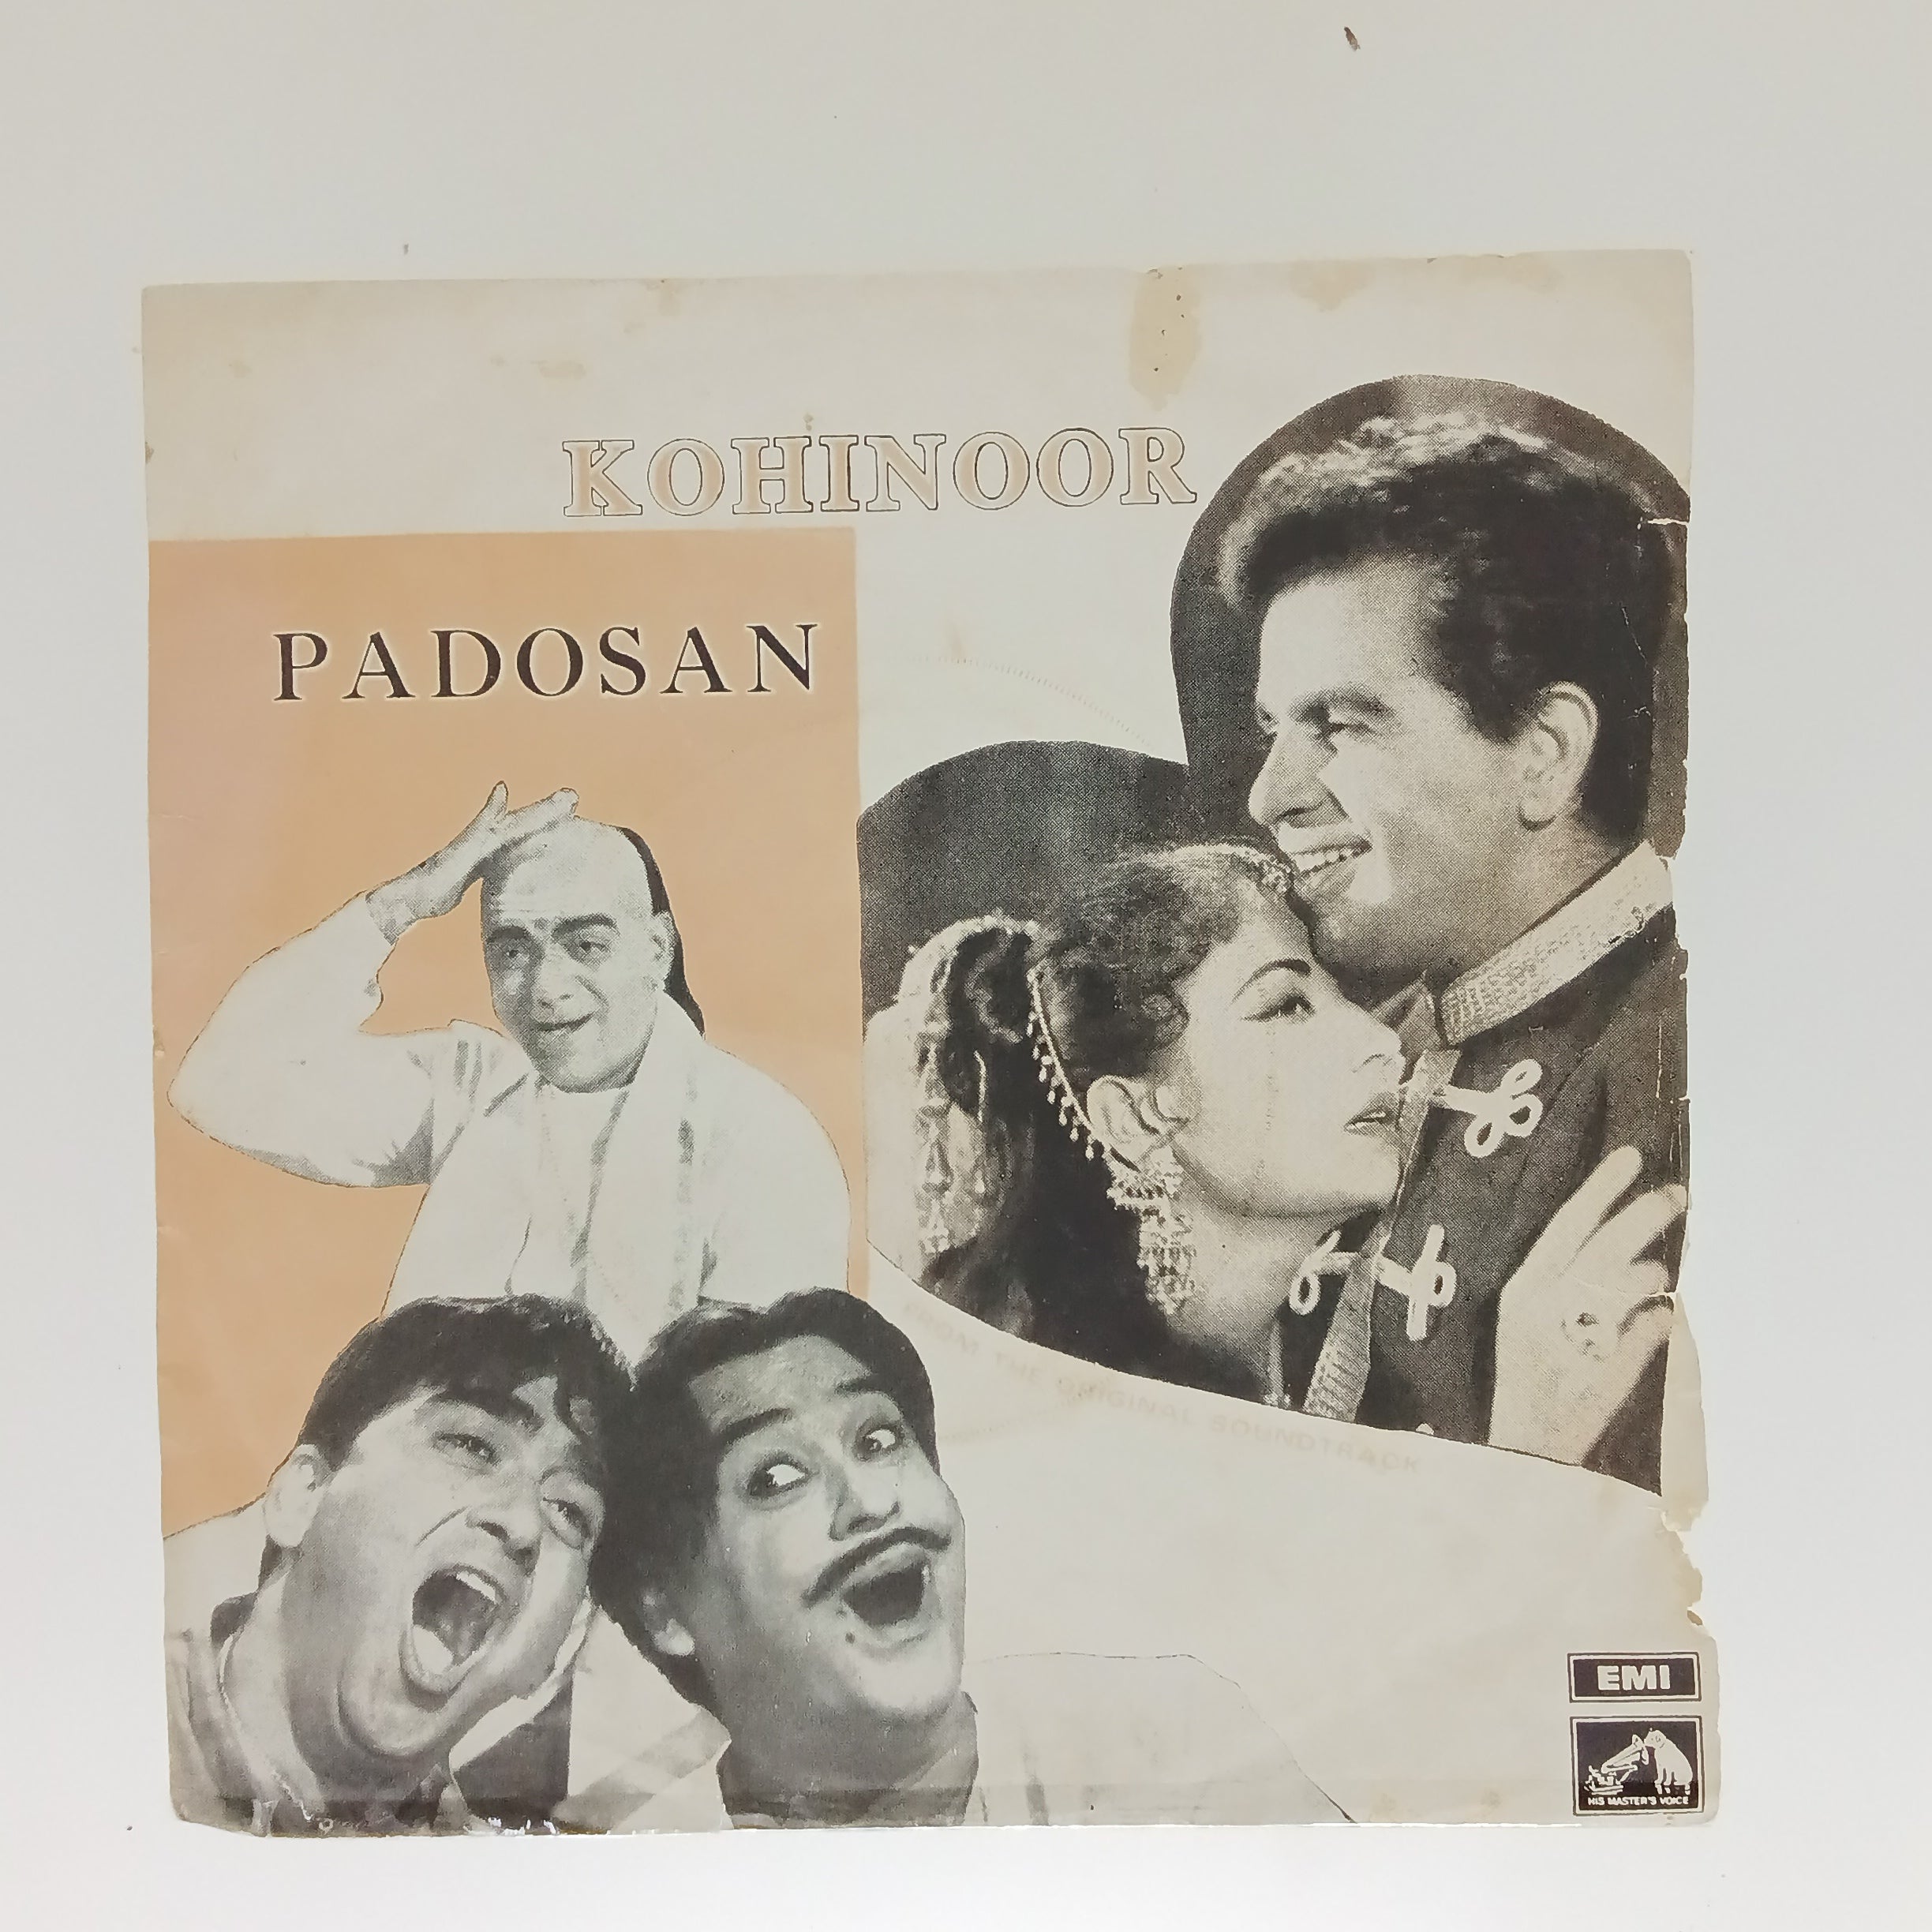 KOHINOOR
PADOSAN
FROM THE ORIGINAL SOUNDTRACK
EMI
HIS MASTER'S VOICE